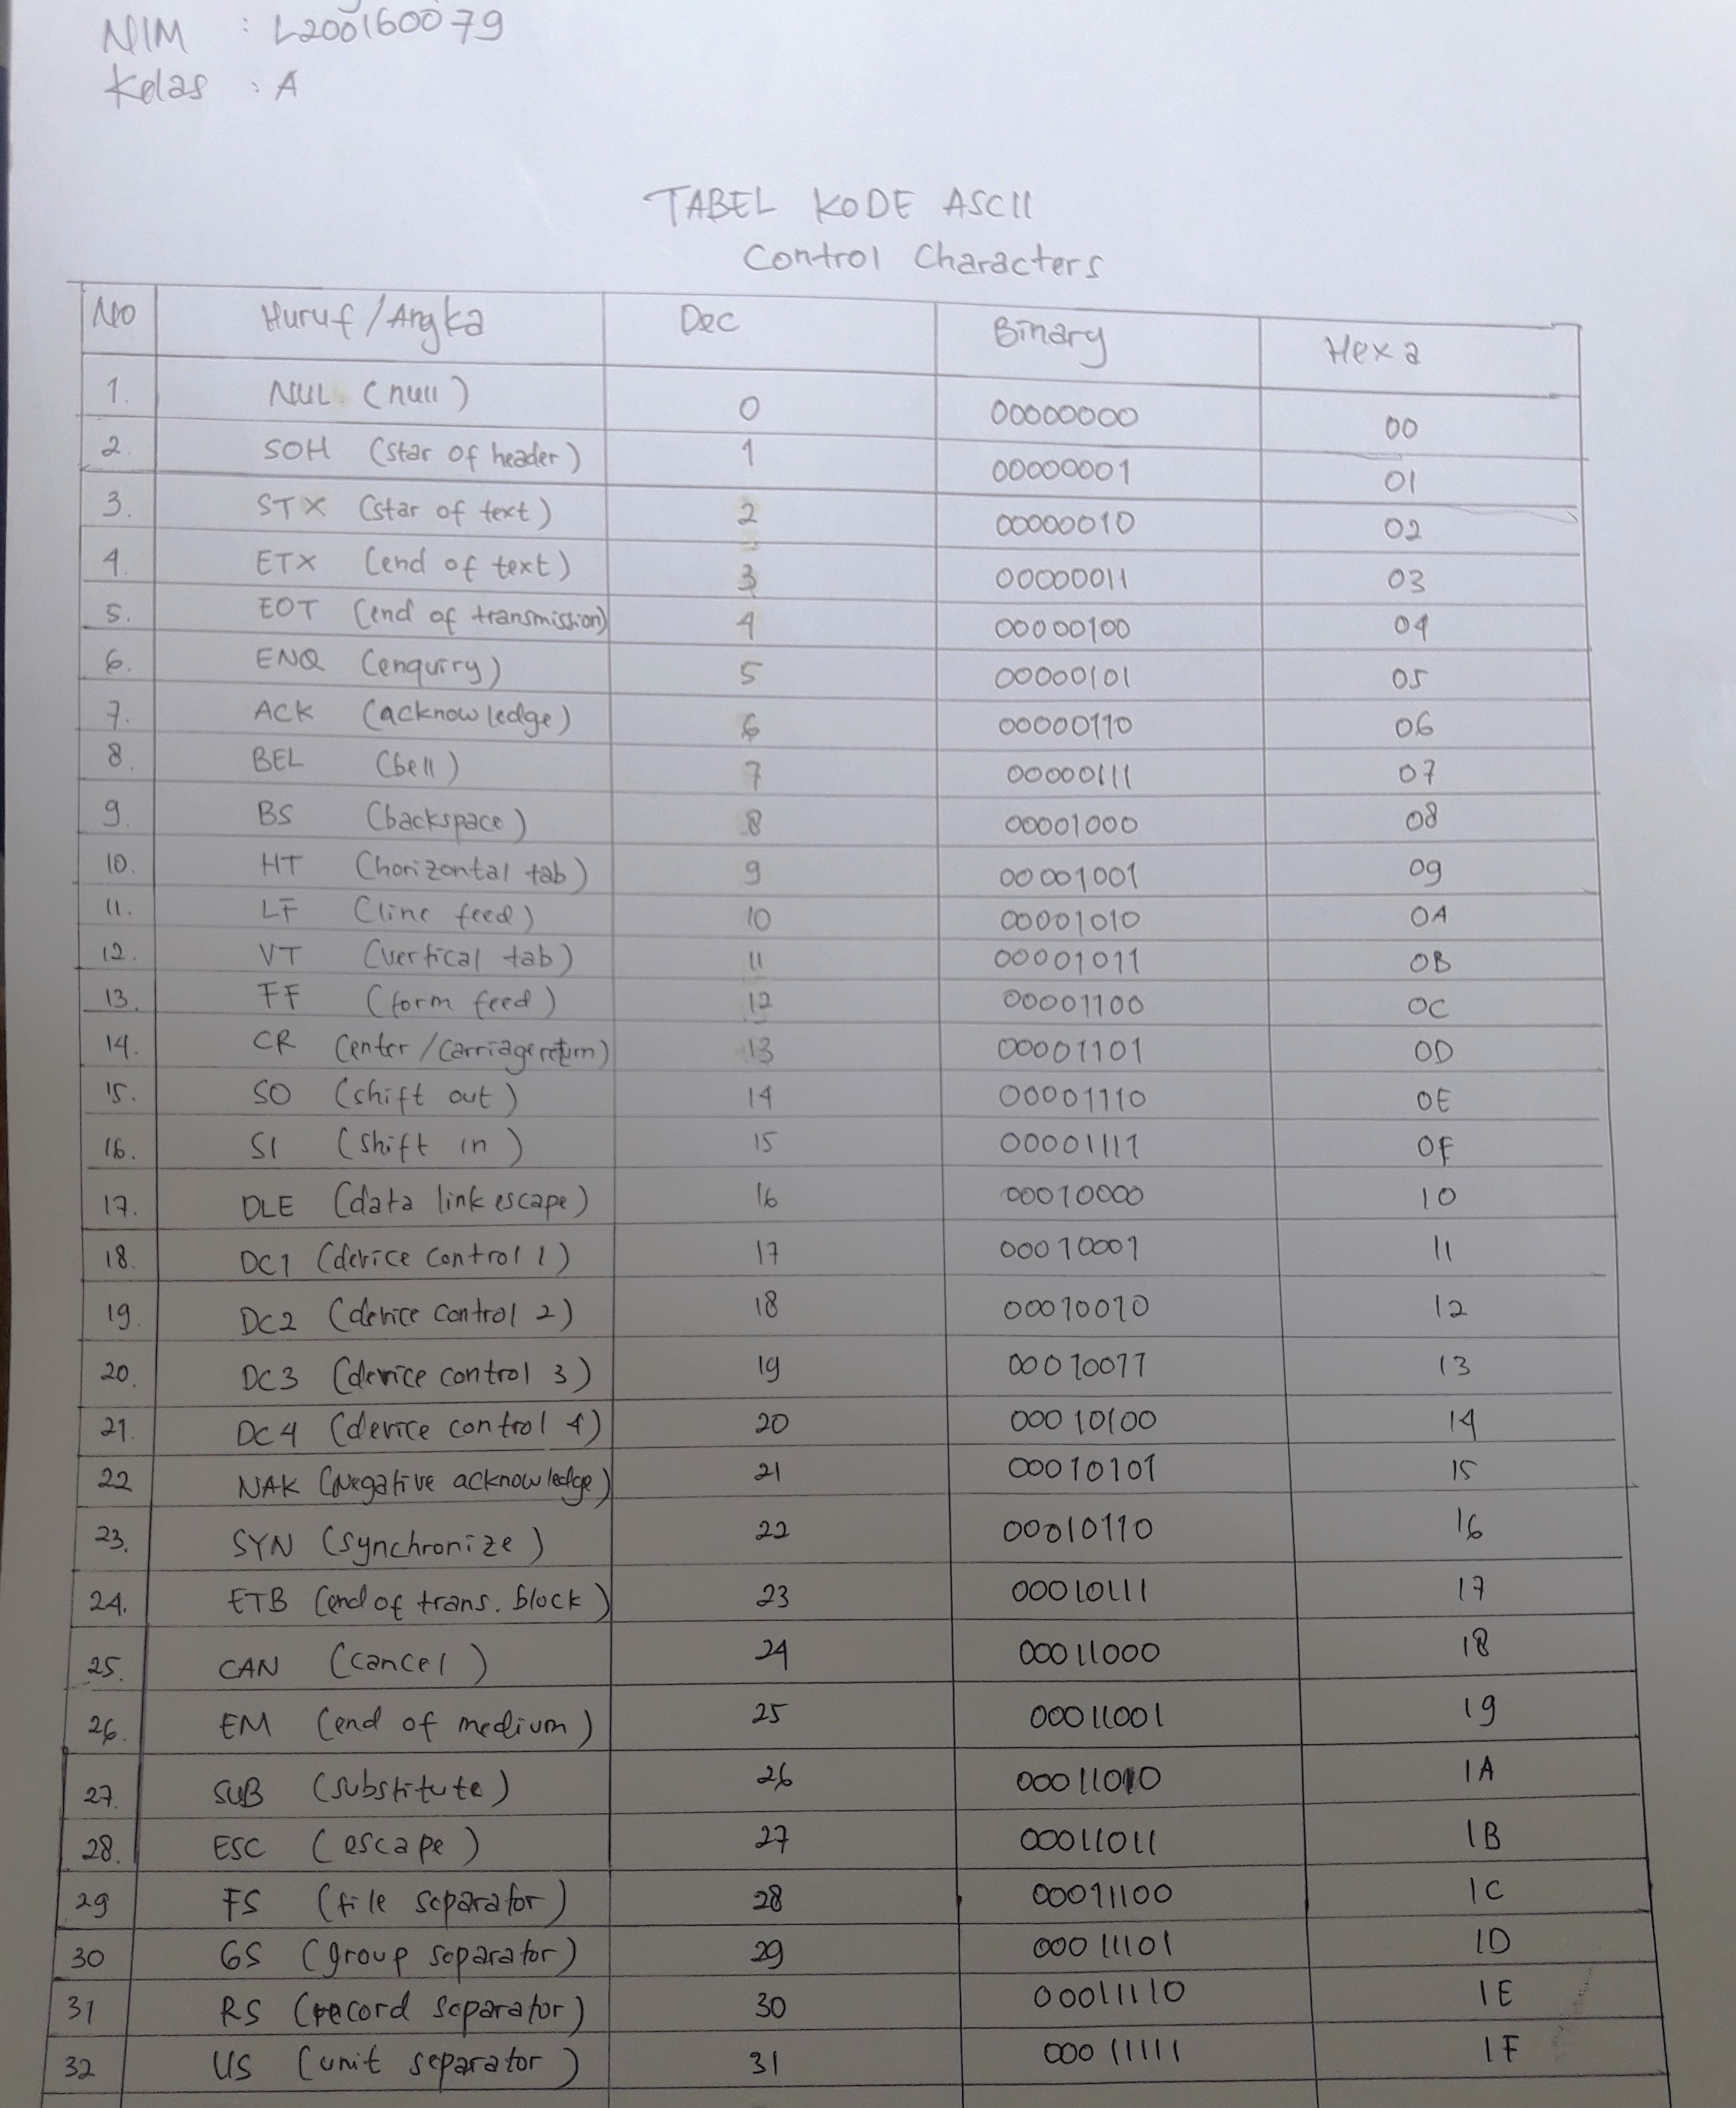 NIM : L200160079
Kelas : A
TABEL KODE ASCII
Control Characters
No Huruf/Angka Dec Binary Hexa
1. NUL (null) 0 00000000 00
2. SOH (star of header) 1 00000001 01
3. STX (star of text) 2 00000010 02
4. ETX (end of text) 3 00000011 03
5. EOT (end of transmission) 4 00000100 04
6. ENQ (enquiry) 5 00000101 05
7. ACK (acknowledge) 6 00000110 06
8. BEL (bell) 7 00000111 07
9. BS (backspace) 8 00001000 08
10. HT (horizontal tab) 9 00001001 09
11. LF (line feed) 10 00001010 0A
12. VT (vertical tab) 11 00001011 0B
13. FF (form feed) 12 00001100 0C
14. CR (enter/carriage return) 13 00001101 0D
15. SO (shift out) 14 00001110 0E
16. SI (shift in) 15 00001111 0F
17. DLE (data link escape) 16 00010000 10
18. DC1 (device control 1) 17 00010001 11
19. DC2 (device control 2) 18 00010010 12
20. DC3 (device control 3) 19 00010011 13
21. DC4 (device control 4) 20 00010100 14
22 NAK (Negative acknowledge) 21 00010101 15
23. SYN (synchronize) 22 00010110 16
24. ETB (end of trans. block) 23 00010111 17
25. CAN (cancel) 24 00011000 18
26. EM (end of medium) 25 00011001 19
27. SUB (substitute) 26 00011010 1A
28. ESC (escape) 27 00011011 1B
29 FS (file separator) 28 00011100 1C
30 GS (group separator) 29 00011101 1D
31 RS (record separator) 30 00011110 1E
32 US (unit separator) 31 00011111 1F